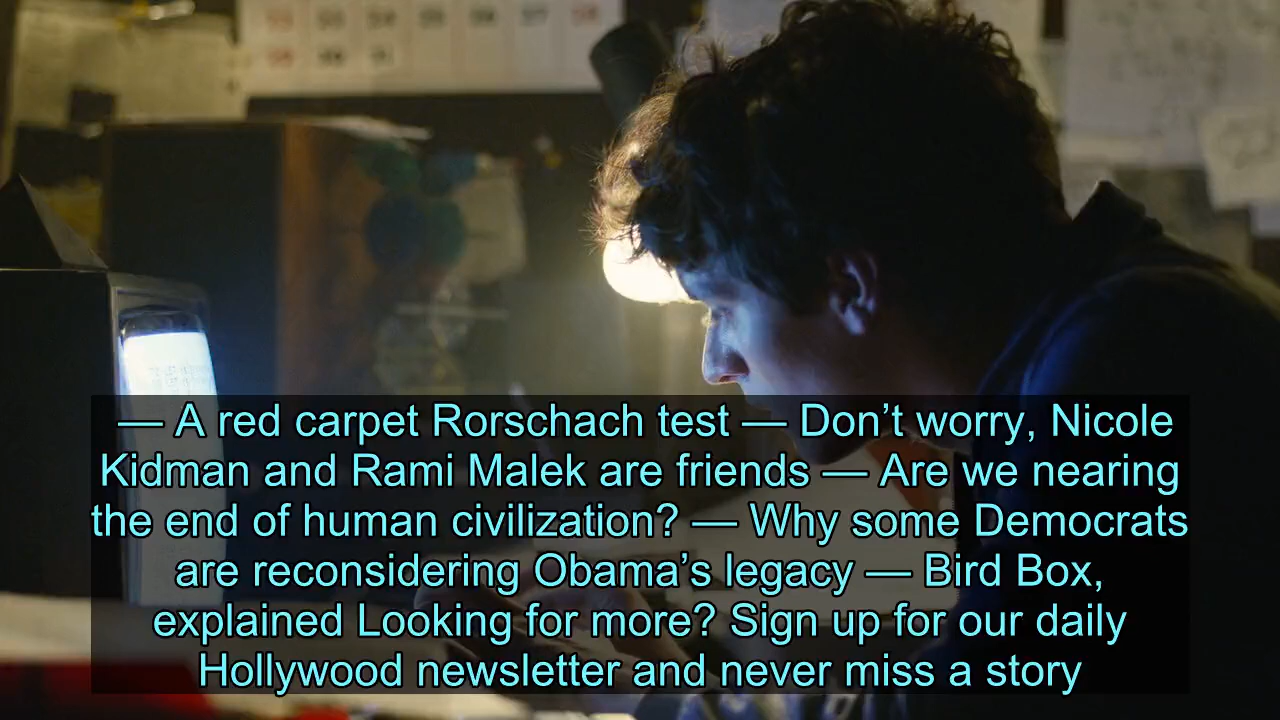 — A red carpet Rorschach test — Don’t worry, Nicole
Kidman and Rami Malek are friends — Are we nearing
the end of human civilization? — Why some Democrats
are reconsidering Obama’s legacy — Bird Box,
explained Looking for more? Sign up for our daily
Hollywood newsletter and never miss a story